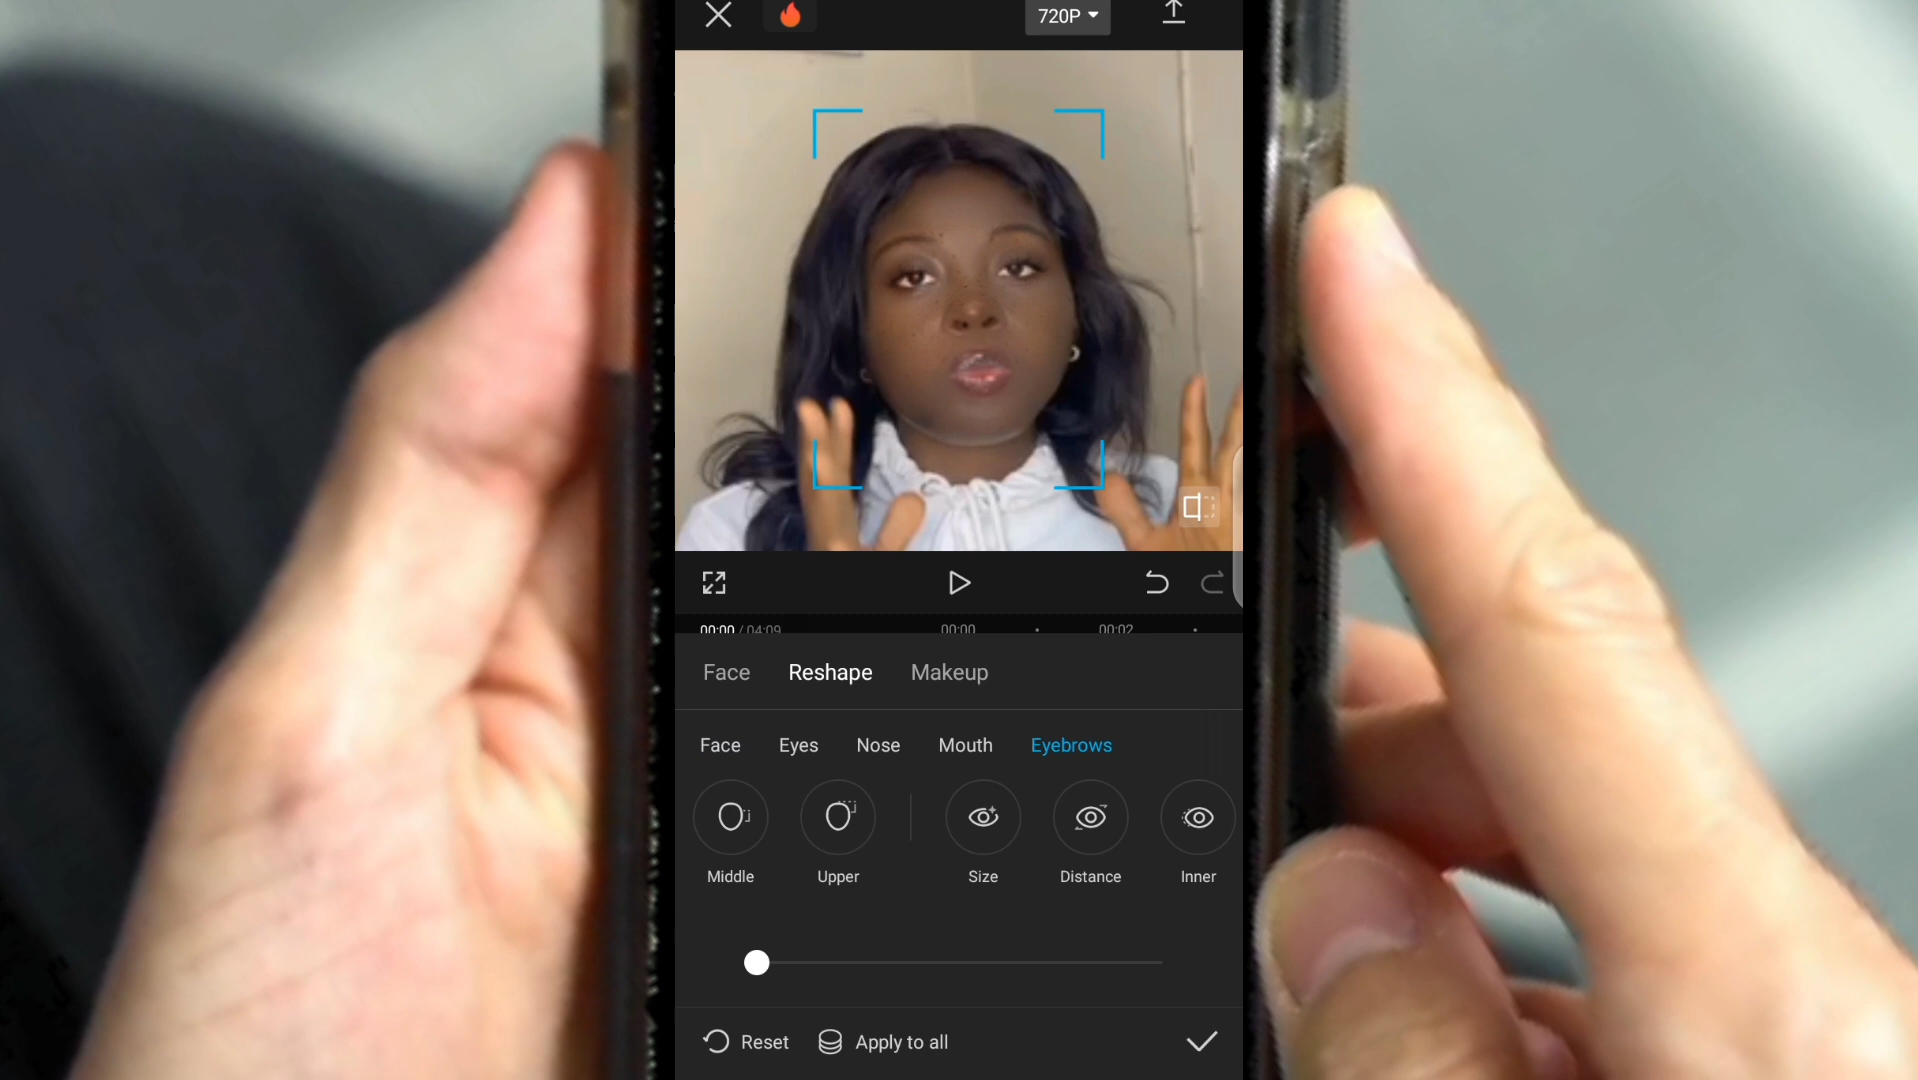 720P
00:00 / 04:09 00:00 00:02
Face Reshape Makeup
Face Eyes Nose Mouth Eyebrows
Middle Upper Size Distance Inner
Reset Apply to all